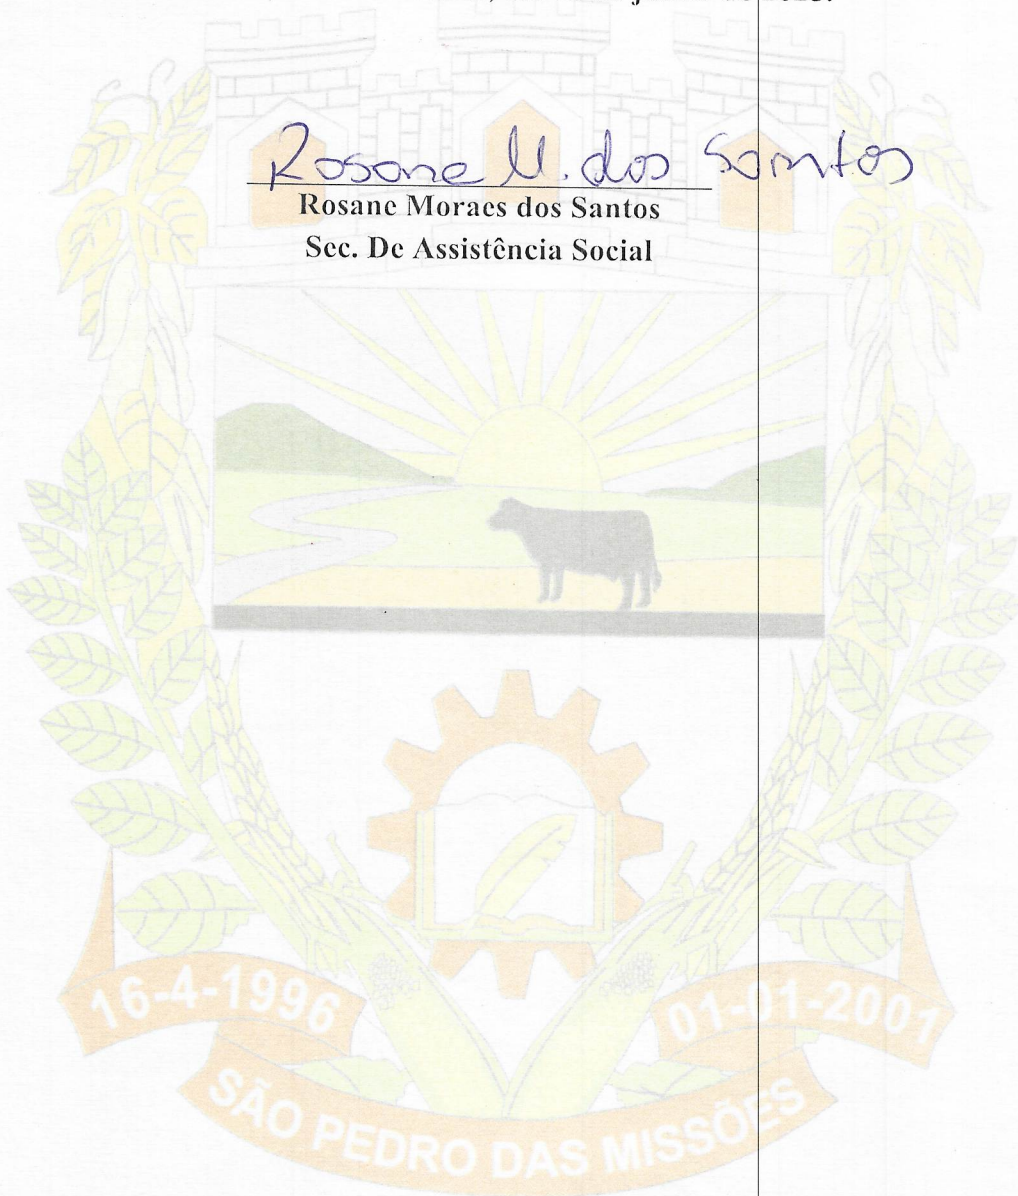 Rosane M. dos Santos
Rosane Moraes dos Santos
Sec. De Assistência Social
16-4-1996
01-01-2001
SÃO PEDRO DAS MISSÕES